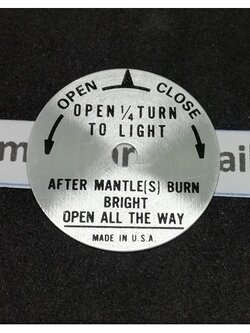 OPEN CLOSE
OPEN 1/4 TURN
TO LIGHT
AFTER MANTLE(S) BURN
BRIGHT
OPEN ALL THE WAY
MADE IN U.S.A.